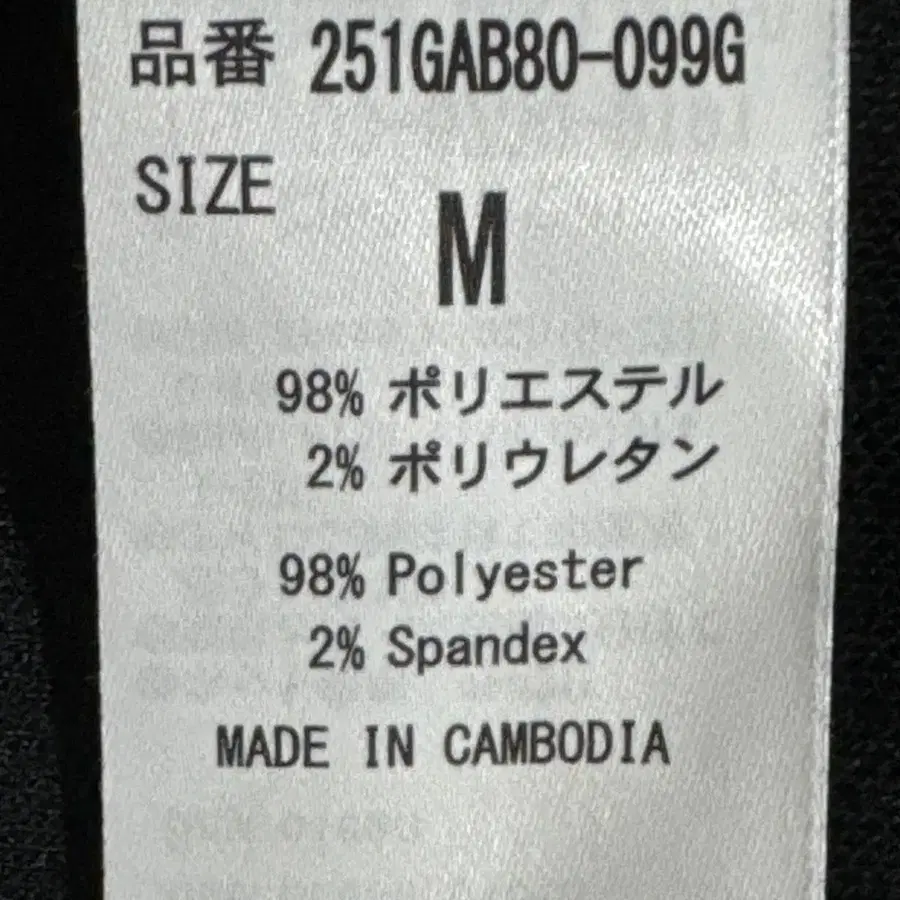 品番 251GAB80-099G
SIZE
M
98% ポリエステル
2% ポリウレタン
98% Polyester
2% Spandex
MADE IN CAMBODIA